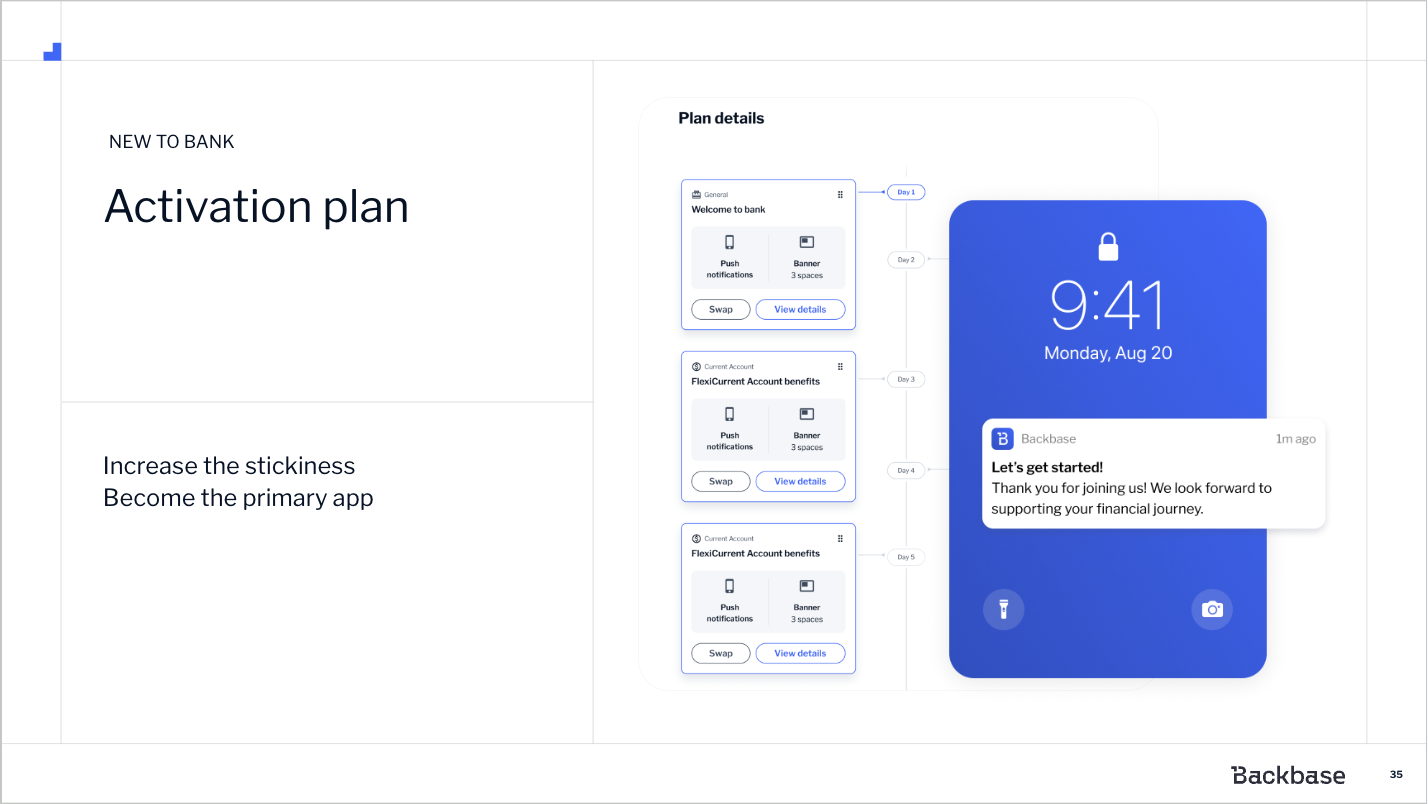 NEW TO BANK
Activation plan
Increase the stickiness
Become the primary app
Plan details
General
Welcome to bank
Push
notifications
Banner
3 spaces
Swap
View details
Day 1
Day 2
Current Account
FlexiCurrent Account benefits
Push
notifications
Banner
3 spaces
Swap
View details
Day 3
Day 4
Current Account
FlexiCurrent Account benefits
Push
notifications
Banner
3 spaces
Swap
View details
Day 5
9:41
Monday, Aug 20
Backbase
1m ago
Let's get started!
Thank you for joining us! We look forward to
supporting your financial journey.
Backbase
35